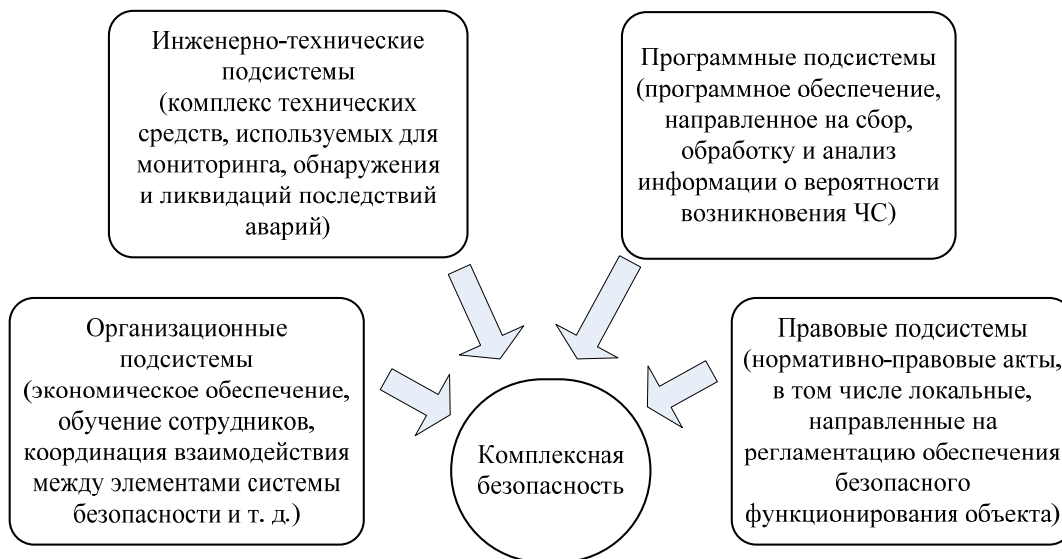 Инженерно-технические
подсистемы
(комплекс технических
средств, используемых для
мониторинга, обнаружения
и ликвидаций последствий
аварий)
Программные подсистемы
(программное обеспечение,
направленное на сбор,
обработку и анализ
информации о вероятности
возникновения ЧС)
Организационные
подсистемы
(экономическое обеспечение,
обучение сотрудников,
координация взаимодействия
между элементами системы
безопасности и т. д.)
Комплексная
безопасность
Правовые подсистемы
(нормативно-правовые акты,
в том числе локальные,
направленные на
регламентацию обеспечения
безопасного
функционирования объекта)